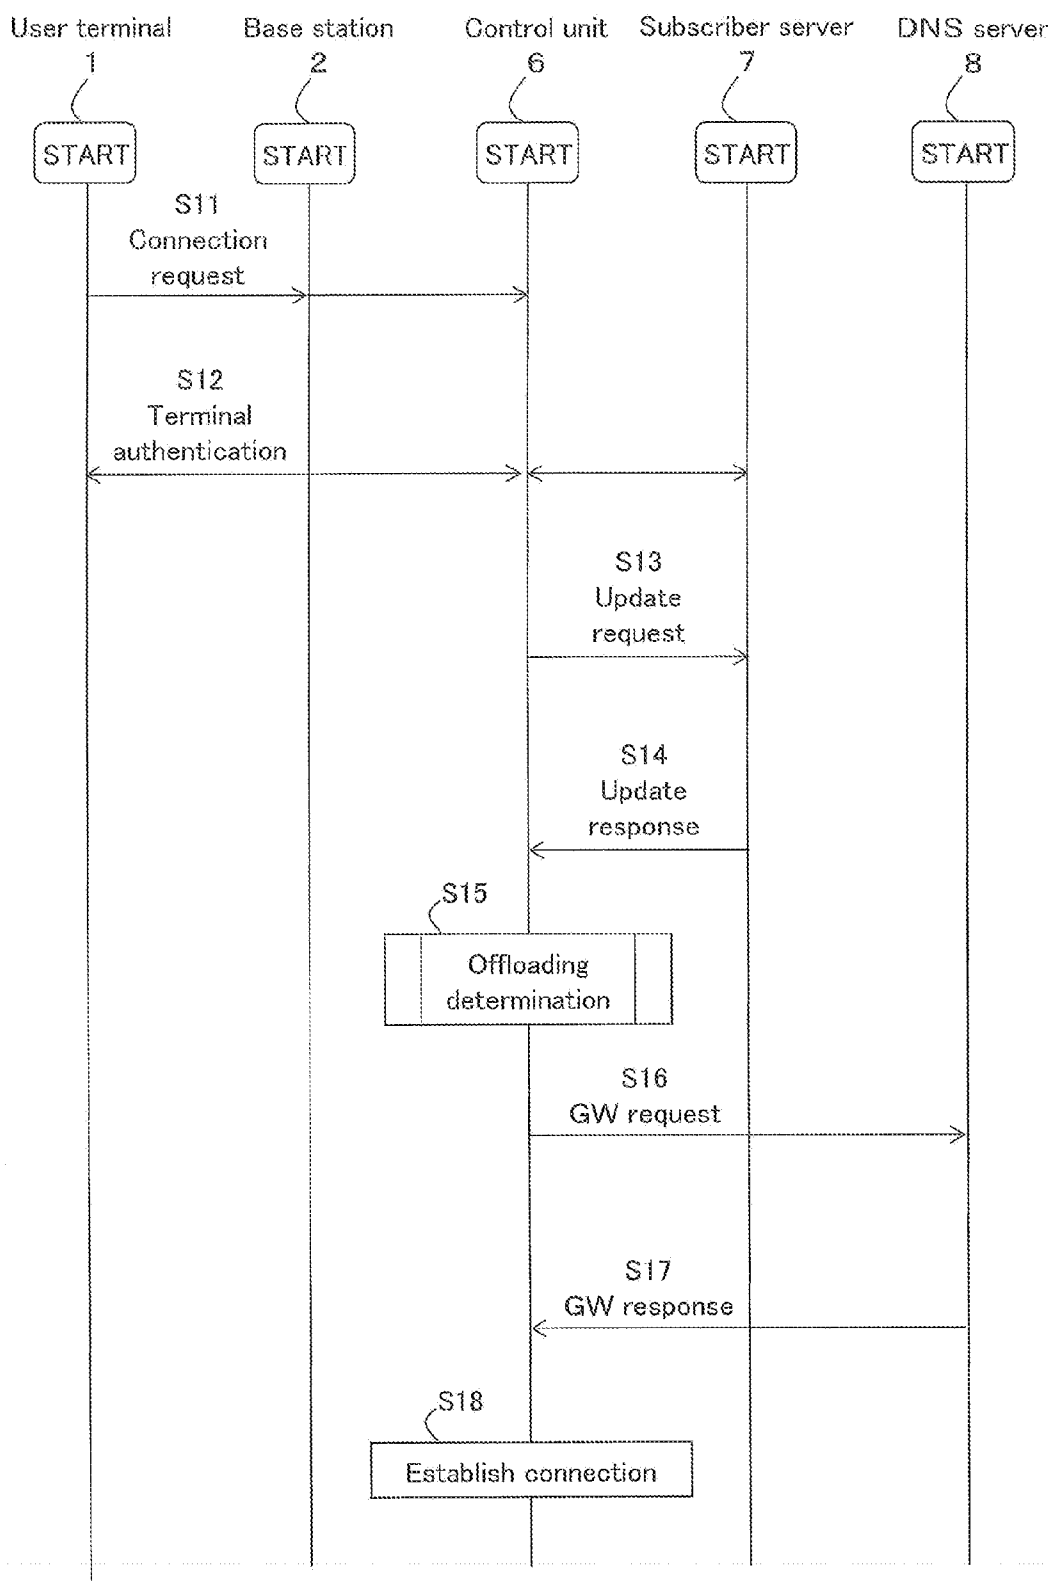 User terminal
1
Base station
2
Control unit
6
Subscriber server
7
DNS server
8
START
START
START
START
START
S11
Connection
request
S12
Terminal
authentication
S13
Update
request
S14
Update
response
S15
Offloading
determination
S16
GW request
S17
GW response
S18
Establish connection